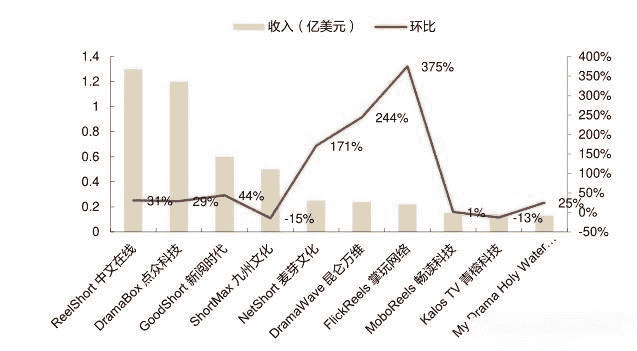 收入（亿美元） 环比
1.4
1.2
1
0.8
0.6
0.4
0.2
0
400%
350%
300%
250%
200%
150%
100%
50%
0%
-50%
31%
29%
44%
-15%
171%
244%
375%
1%
-13%
25%
ReelShort 中文在线
DramaBox 点众科技
GoodShort 新阅时代
ShortMax 九州文化
NetShort 麦芽文化
DramaWave 昆仑万维
FlickReels 掌玩网络
MoboReels 畅读科技
Kalos TV 青榕科技
My Drama Holy Water…